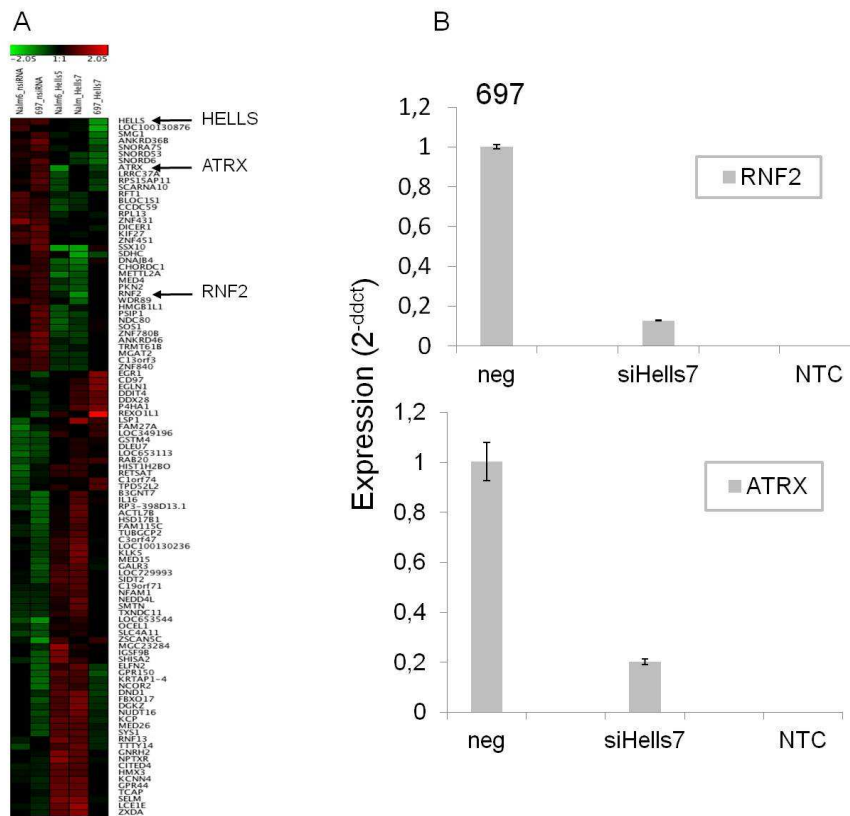 A
-2.05 1:1 2.05
Nalm6_nsiRNA
697_nsiRNA
Nalm6_Hells5
Nalm_Hells7
697_Hells7
HELLS
LOC100130876
SMG1
ANKRD36B
SNORA75
SNORD53
SNORD6
ATRX
LRRC37A
RPS15AP11
SCARNA10
RFT1
BLOC1S1
CCDC59
RPL13
ZNF431
DICER1
KIF27
ZNF451
SSX10
SDHC
DNAJB4
CHORDC1
METTL2A
MED4
PKN2
RNF2
WDR89
HMGB1L1
PSIP1
NDC80
SOS1
ZNF780B
ANKRD46
TRMT61B
MGAT2
C13orf3
ZNF840
EGR1
CD97
EGLN1
DDIT4
DDX28
P4HA1
REXO1L1
LSP1
FAM27A
LOC349196
GSTM4
DLEU7
LOC653113
RAB20
HIST1H2BO
RETSAT
C1orf74
TPD52L2
B3GNT7
IL16
RP3-398D13.1
ACTL7B
HSD17B1
FAM115C
TUBGCP2
C3orf47
LOC100130236
KLK5
MED15
GALR3
LOC729993
SIDT2
C19orf71
NFAM1
NEDD4L
SMTN
TXNDC11
LOC653544
OCEL1
SLC4A11
ZSCAN5C
MGC23284
IGSF9B
SHISA2
ELFN2
GPR150
KRTAP1-4
NCOR2
DND1
FBXO17
DGKZ
NUDT16
KCP
MED26
SYS1
RNF13
TTTY14
GNRH2
NPTXR
CITED4
HMX3
KCNN4
GPR44
TCAP
SELM
LCE1E
ZXDA
HELLS
ATRX
RNF2
B
Expression (2-ddct)
697
1,2
1
0,8
0,6
0,4
0,2
0
RNF2
neg siHells7 NTC
1,2
1
0,8
0,6
0,4
0,2
0
ATRX
neg siHells7 NTC